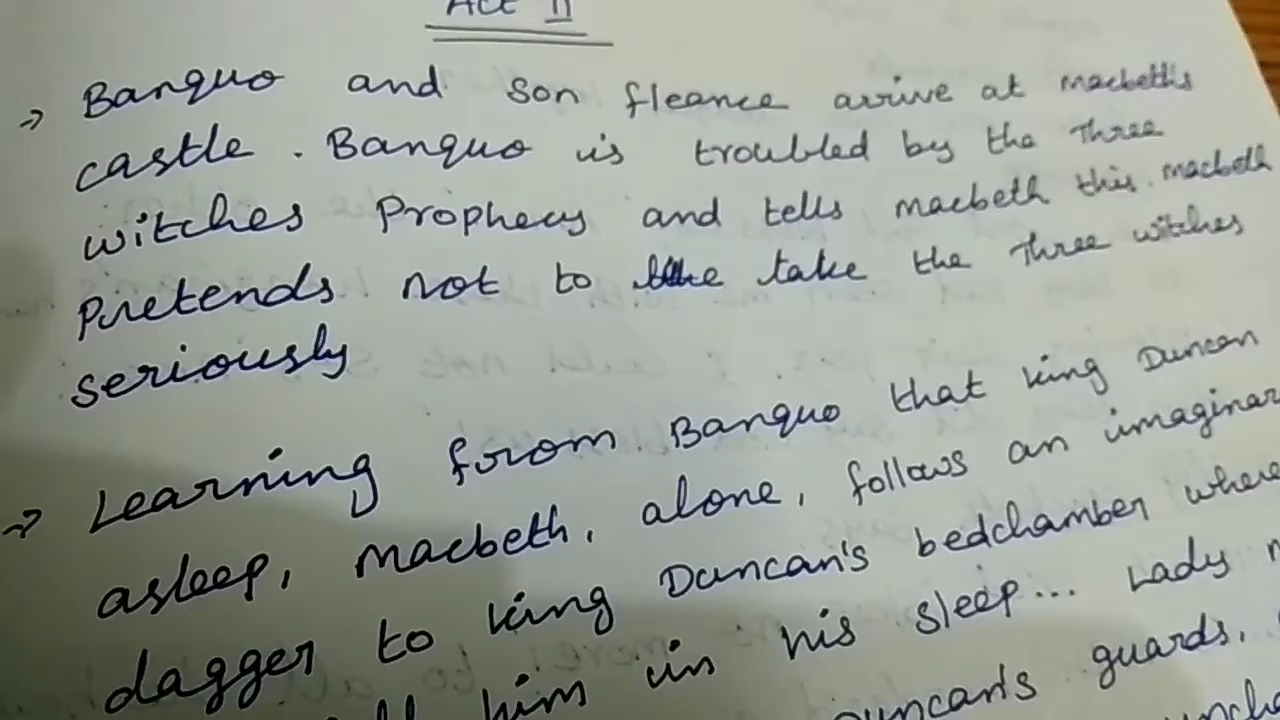 Act II
→ Banquo and son fleance arrive at macbeth's
castle. Banquo is troubled by the three
witches Prophecy and tells macbeth this. macbeth
Pretends not to take the three witches
seriously
→ Learning from Banquo that king Duncan
asleep, macbeth, alone, follows an
dagger to king Duncan's bedchamber where
him in his sleep... Lady
Duncan's guards.